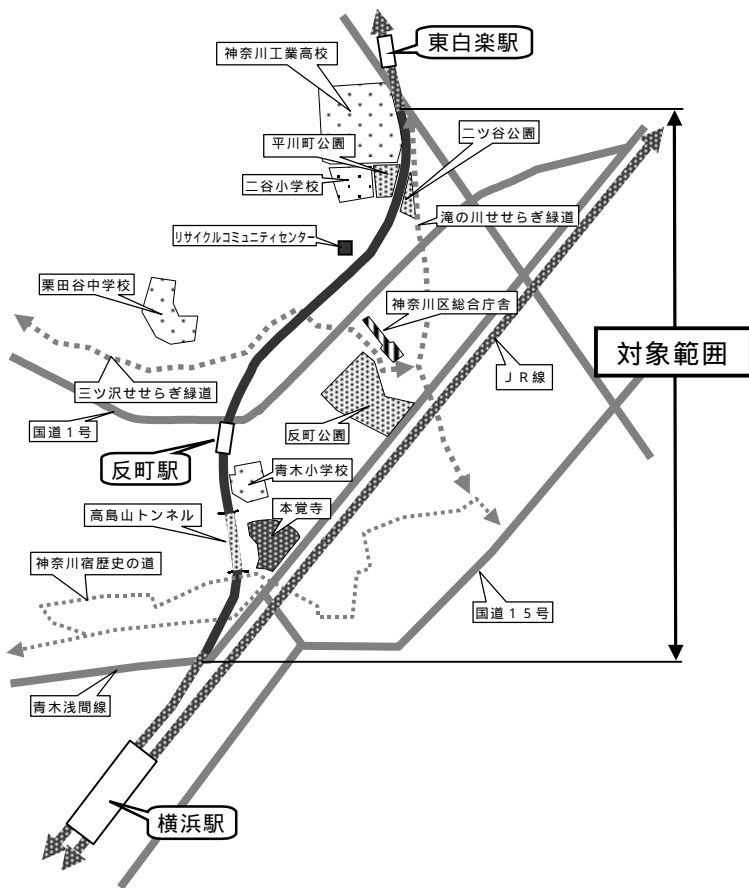 東白楽駅
神奈川工業高校
二ツ谷公園
平川町公園
二谷小学校
滝の川せせらぎ緑道
リサイクルコミュニティセンター
栗田谷中学校
神奈川区総合庁舎
対象範囲
三ツ沢せせらぎ緑道
JR線
国道1号
反町公園
反町駅
青木小学校
本覚寺
高島山トンネル
神奈川宿歴史の道
国道15号
青木浅間線
横浜駅